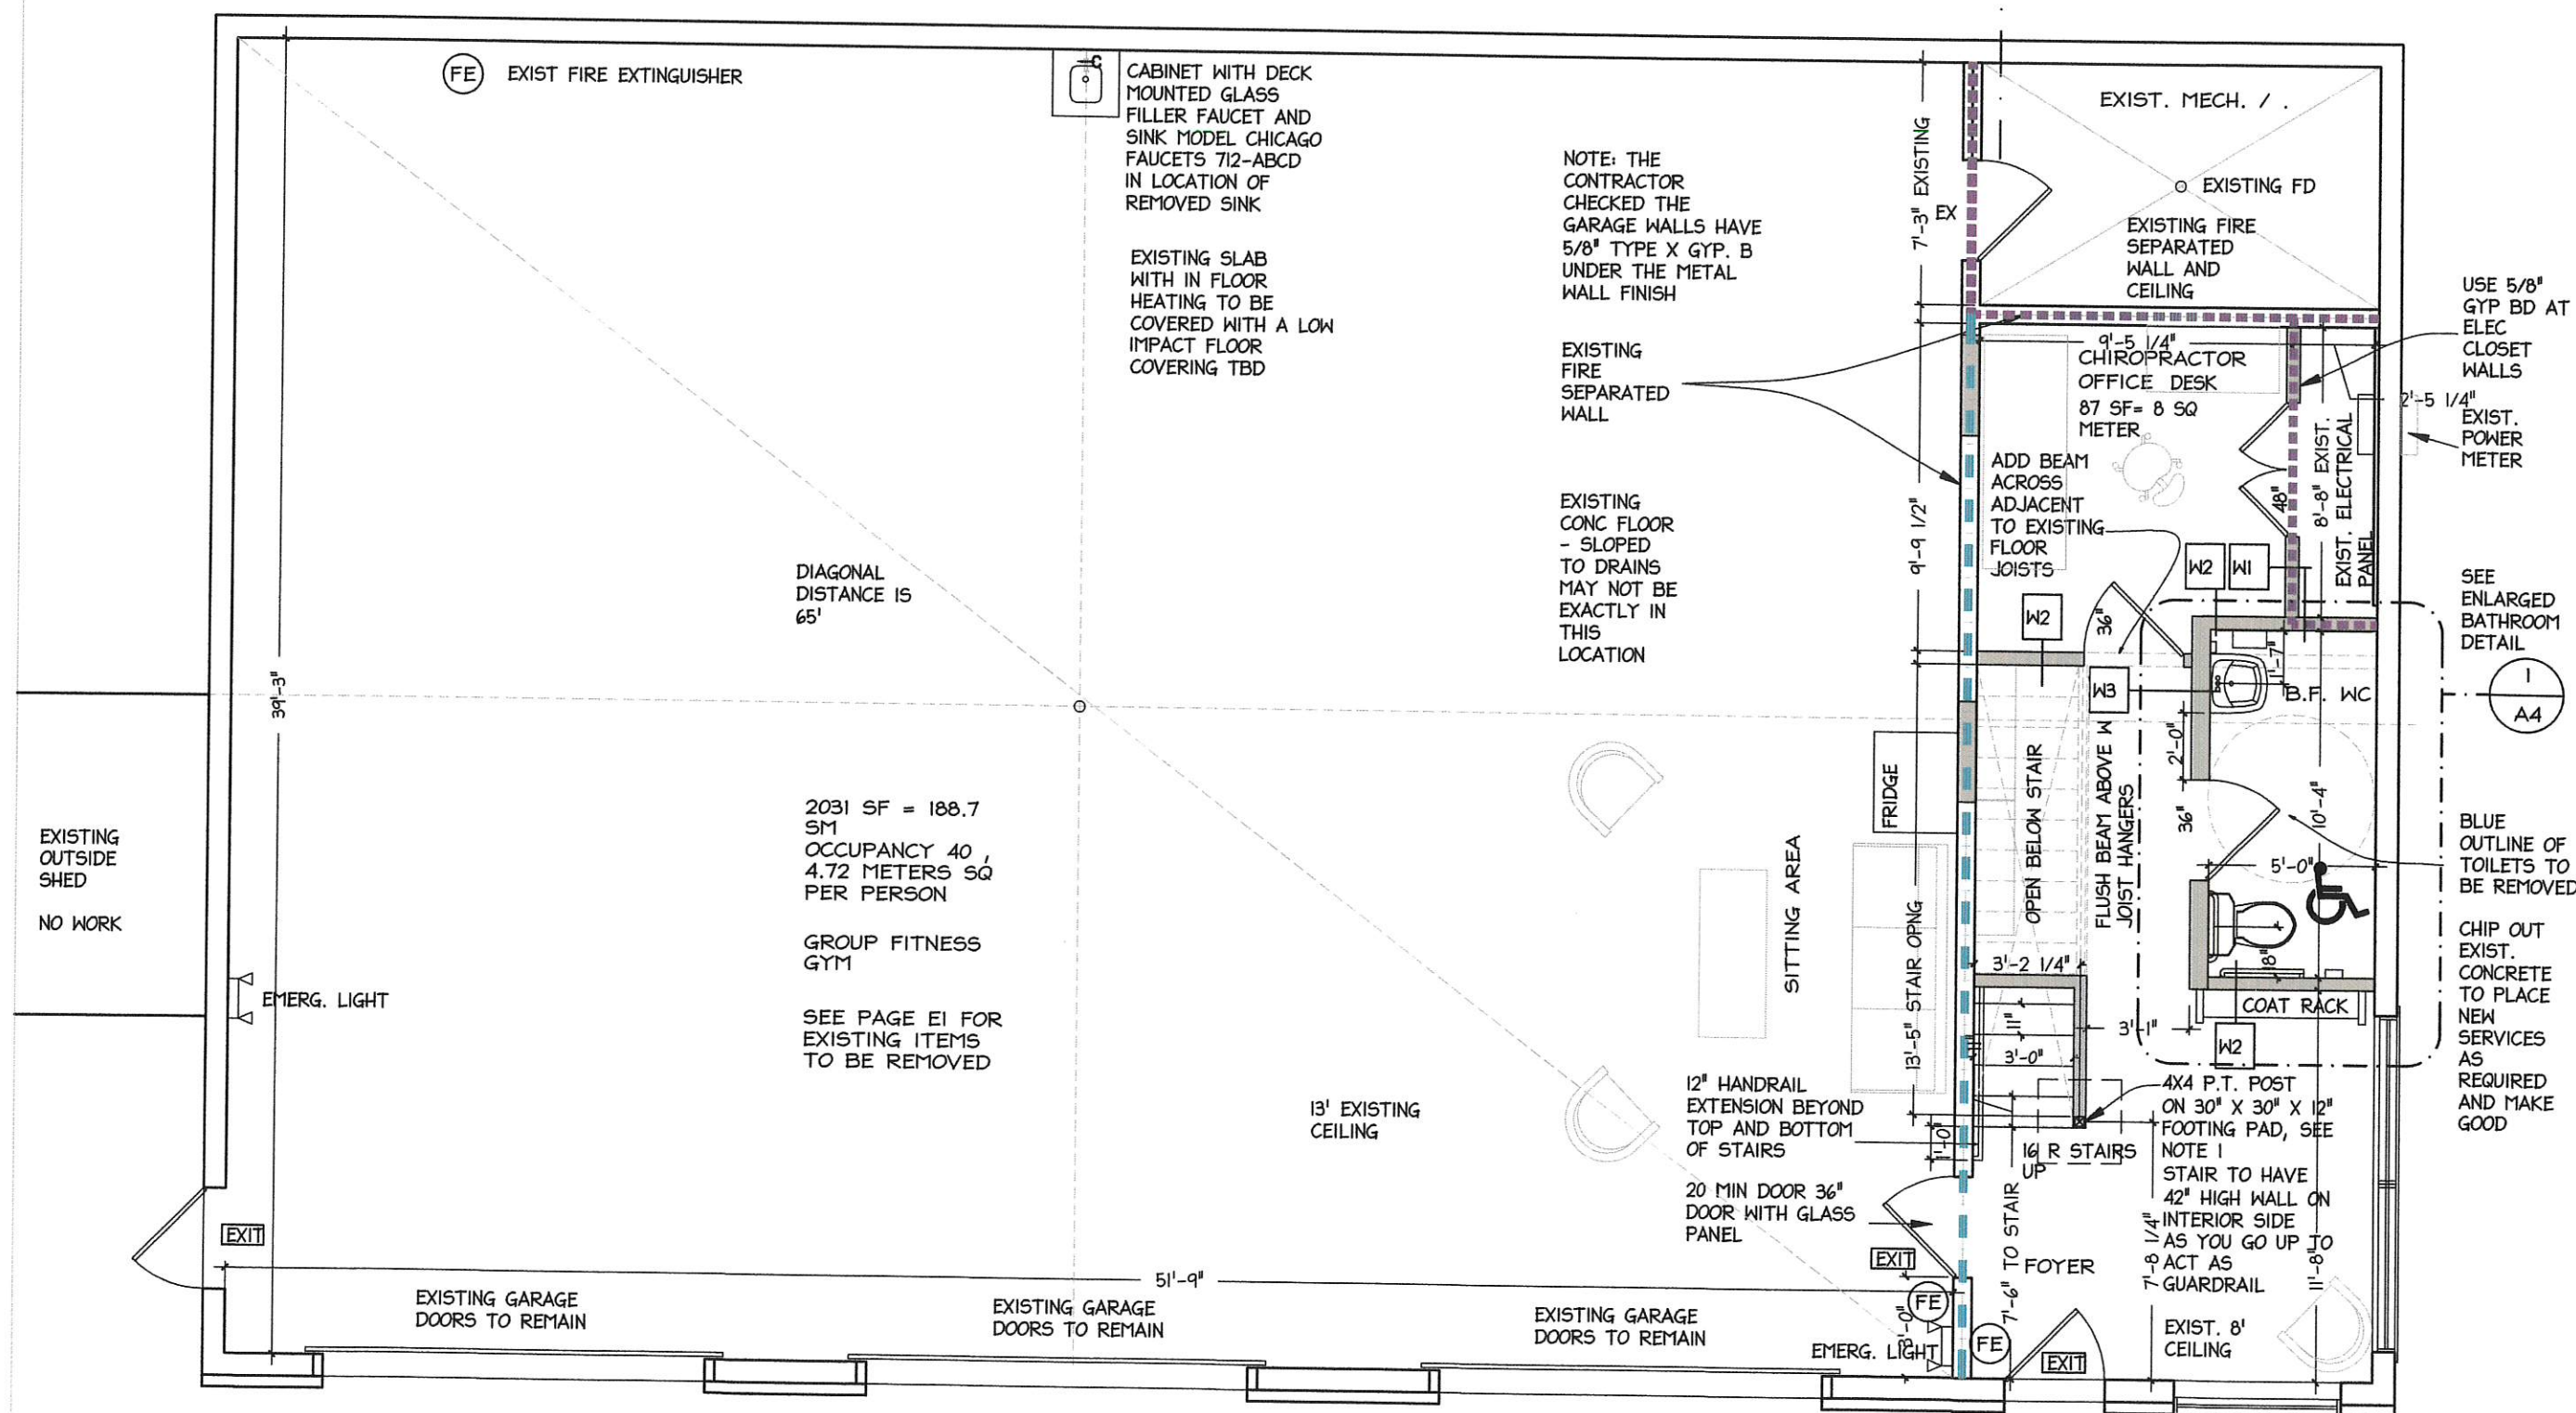 FE
EXIST FIRE EXTINGUISHER
C
CABINET WITH DECK
MOUNTED GLASS
FILLER FAUCET AND
SINK MODEL CHICAGO
FAUCETS 712-ABCD
IN LOCATION OF
REMOVED SINK
EXISTING SLAB
WITH IN FLOOR
HEATING TO BE
COVERED WITH A LOW
IMPACT FLOOR
COVERING TBD
NOTE: THE
CONTRACTOR
CHECKED THE
GARAGE WALLS HAVE
5/8" TYPE X GYP. B
UNDER THE METAL
WALL FINISH
EXISTING
FIRE
SEPARATED
WALL
EXISTING
CONC FLOOR
- SLOPED
TO DRAINS
MAY NOT BE
EXACTLY IN
THIS
LOCATION
7'-3" EXISTING
EX
EXIST. MECH. / .
EXISTING FD
EXISTING FIRE
SEPARATED
WALL AND
CEILING
USE 5/8"
GYP BD AT
ELEC
CLOSET
WALLS
2'-5 1/4"
EXIST.
POWER
METER
9'-5 1/4"
CHIROPRACTOR
OFFICE DESK
87 SF= 8 SQ
METER
ADD BEAM
ACROSS
ADJACENT
TO EXISTING
FLOOR
JOISTS
9'-9 1/2"
48"
8'-8" EXIST.
EXIST. ELECTRICAL
PANEL
W2
W1
W2
36"
W3
1'-7"
B.F. WC
SEE
ENLARGED
BATHROOM
DETAIL
1
A4
DIAGONAL
DISTANCE IS
65'
39'-3"
2031 SF = 188.7
SM
OCCUPANCY 40 ,
4.72 METERS SQ
PER PERSON
GROUP FITNESS
GYM
SEE PAGE E1 FOR
EXISTING ITEMS
TO BE REMOVED
EXISTING
OUTSIDE
SHED
NO WORK
EMERG. LIGHT
EXIT
13' EXISTING
CEILING
SITTING AREA
FRIDGE
13'-5" STAIR OPNG
OPEN BELOW STAIR
FLUSH BEAM ABOVE W
JOIST HANGERS
2'-0"
36"
10'-4"
5'-0"
18"
BLUE
OUTLINE OF
TOILETS TO
BE REMOVED
CHIP OUT
EXIST.
CONCRETE
TO PLACE
NEW
SERVICES
AS
REQUIRED
AND MAKE
GOOD
3'-2 1/4"
11"
3'-0"
3'-1"
COAT RACK
W2
12" HANDRAIL
EXTENSION BEYOND
TOP AND BOTTOM
OF STAIRS
1'-0"
20 MIN DOOR 36"
DOOR WITH GLASS
PANEL
16 R STAIRS
UP
4X4 P.T. POST
ON 30" X 30" X 12"
FOOTING PAD, SEE
NOTE 1
STAIR TO HAVE
42" HIGH WALL ON
INTERIOR SIDE
AS YOU GO UP TO
ACT AS
GUARDRAIL
7'-6" TO STAIR
7'-8 1/4"
11'-8"
FOYER
EXIT
FE
FE
EMERG. LIGHT
EXIT
EXIST. 8'
CEILING
51'-9"
EXISTING GARAGE
DOORS TO REMAIN
EXISTING GARAGE
DOORS TO REMAIN
EXISTING GARAGE
DOORS TO REMAIN